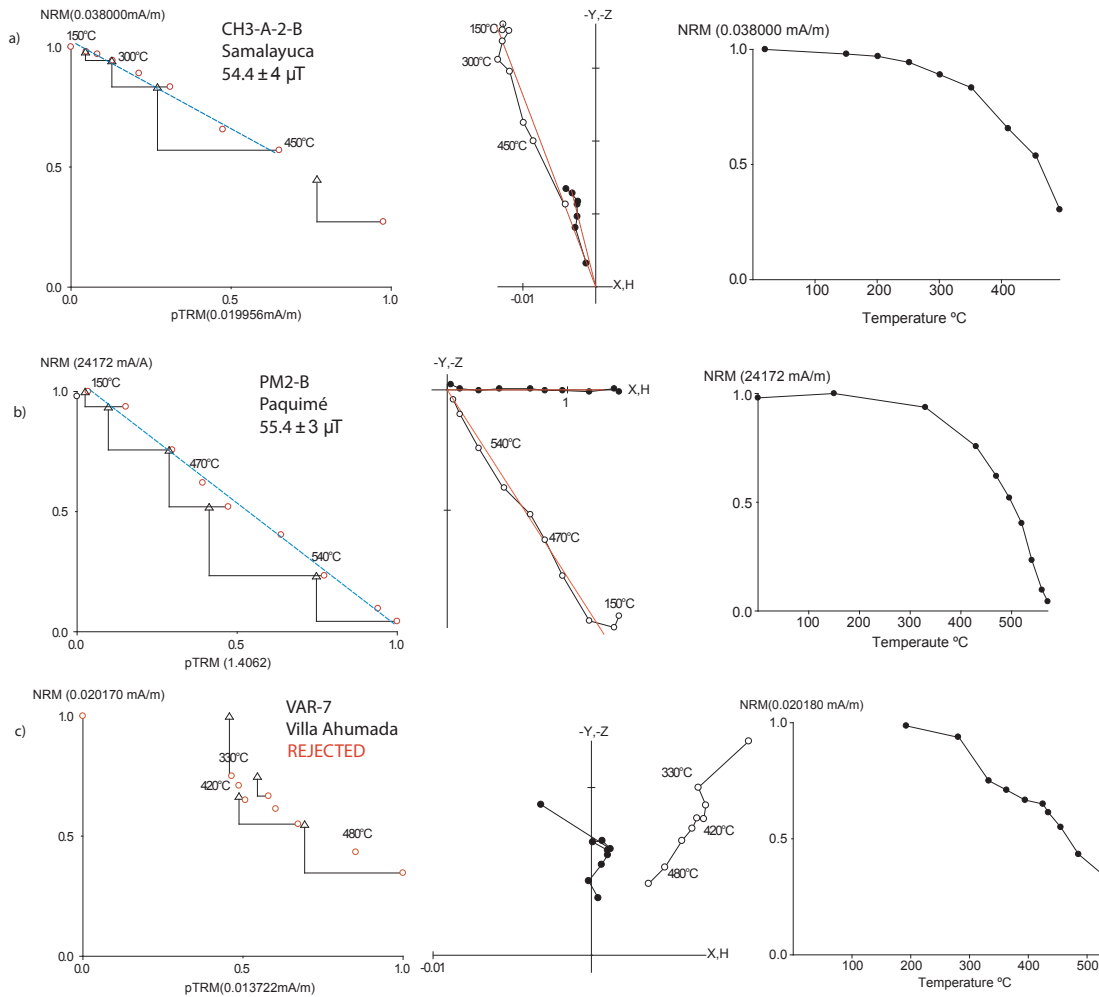 a)
NRM(0.038000mA/m)
CH3-A-2-B
Samalayuca
54.4 ± 4 µT
1.0
150°C
300°C
450°C
0.5
0.0
0.0
0.5
1.0
pTRM(0.019956mA/m)
-Y,-Z
150°C
300°C
450°C
X,H
-0.01
NRM (0.038000 mA/m)
1.0
0.5
0.0
100
200
300
400
Temperature ºC
b)
NRM (24172 mA/A)
PM2-B
Paquimé
55.4 ± 3 µT
1.0
150°C
470°C
0.5
540°C
0.0
0.0
0.5
1.0
pTRM (1.4062)
-Y,-Z
X,H
1
540°C
470°C
150°C
NRM (24172 mA/m)
1.0
0.5
0.0
100
200
300
400
500
Temperaute ºC
c)
NRM (0.020170 mA/m)
VAR-7
Villa Ahumada
REJECTED
1.0
330°C
420°C
480°C
0.5
0.0
0.0
0.5
1.0
pTRM(0.013722mA/m)
-Y,-Z
330°C
420°C
480°C
X,H
-0.01
NRM(0.020180 mA/m)
1.0
0.5
0.0
100
200
300
400
500
Temperature ºC